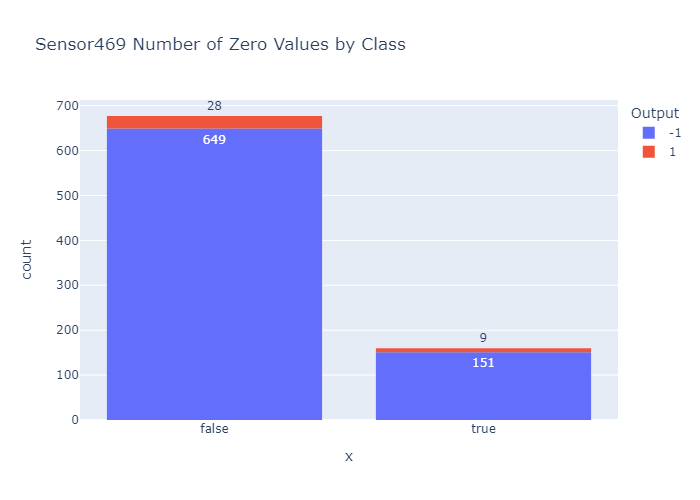 Sensor469 Number of Zero Values by Class
28
649
9
151
700
600
500
400
300
200
100
0
count
false
true
x
Output
-1
1